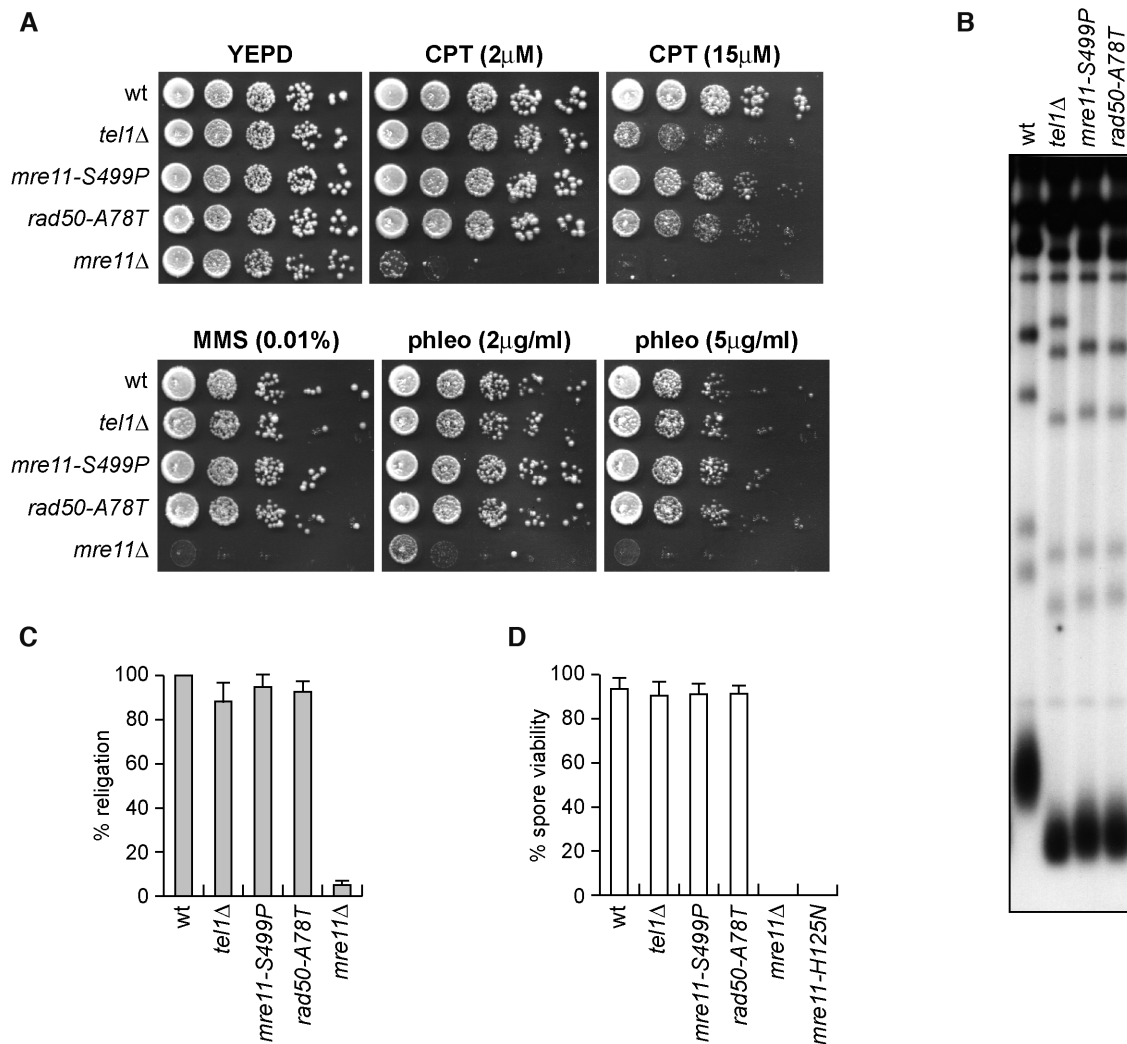 A
YEPD
CPT (2μM)
CPT (15μM)
wt
tel1Δ
mre11-S499P
rad50-A78T
mre11Δ
MMS (0.01%)
phleo (2μg/ml)
phleo (5μg/ml)
wt
tel1Δ
mre11-S499P
rad50-A78T
mre11Δ
B
wt
tel1Δ
mre11-S499P
rad50-A78T
C
% religation
100
80
60
40
20
0
wt
tel1Δ
mre11-S499P
rad50-A78T
mre11Δ
D
% spore viability
100
80
60
40
20
0
wt
tel1Δ
mre11-S499P
rad50-A78T
mre11Δ
mre11-H125N